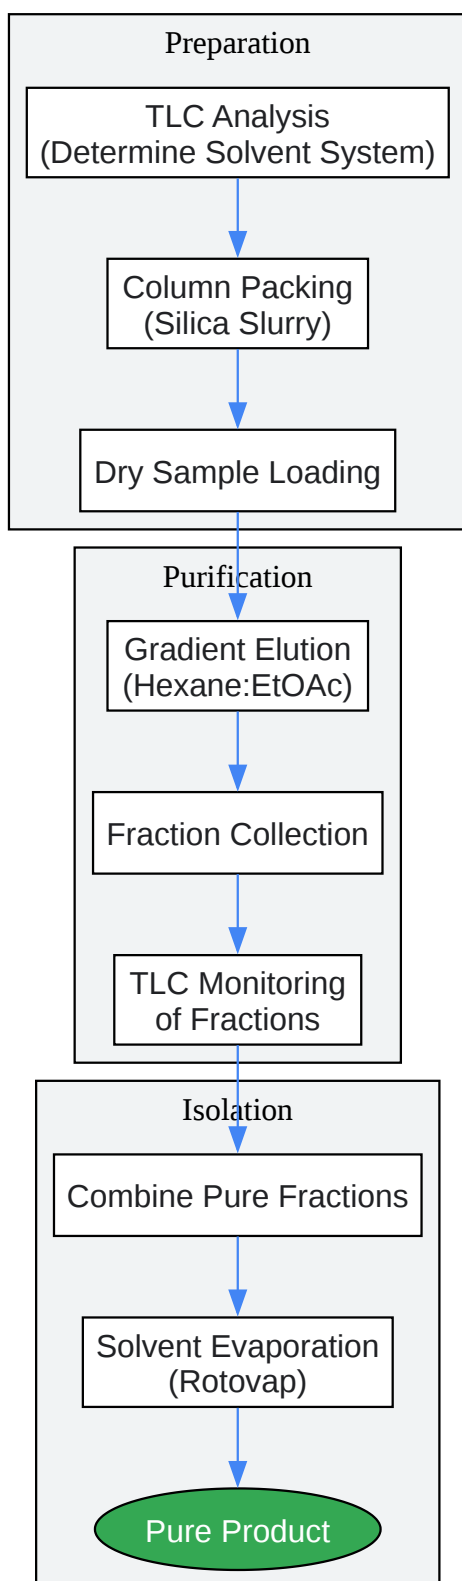 Preparation
TLC Analysis
(Determine Solvent System)
Column Packing
(Silica Slurry)
Dry Sample Loading
Purification
Gradient Elution
(Hexane:EtOAc)
Fraction Collection
TLC Monitoring
of Fractions
Isolation
Combine Pure Fractions
Solvent Evaporation
(Rotovap)
Pure Product